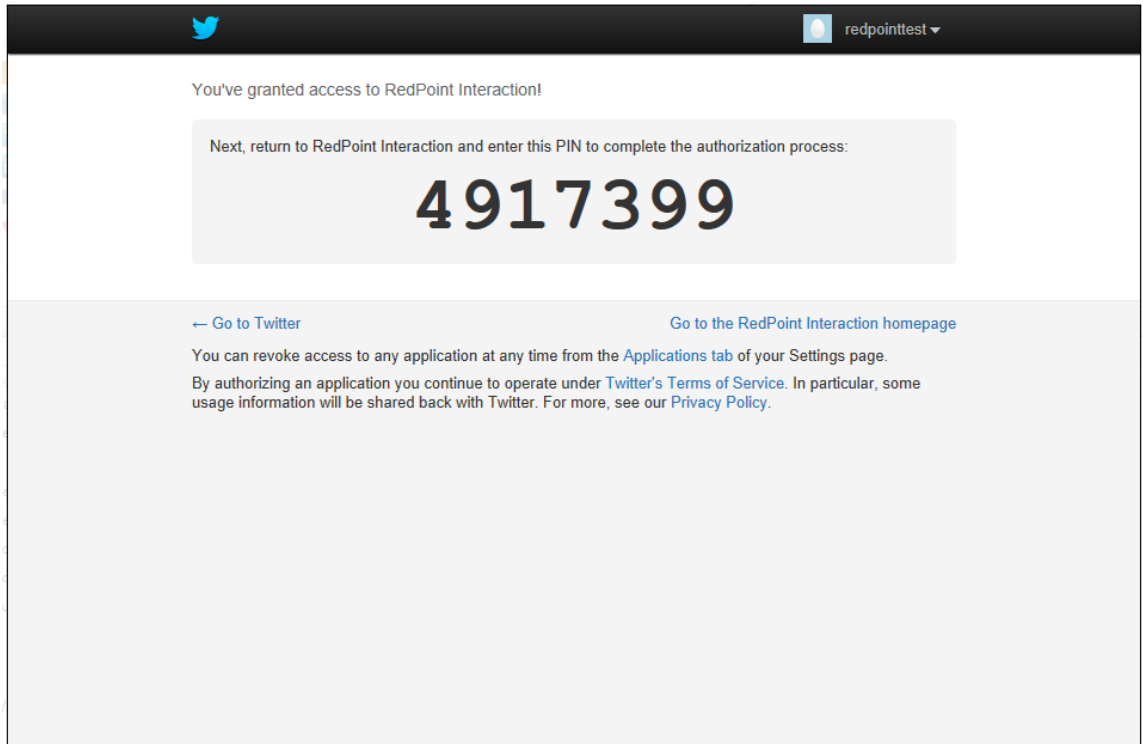 redpointtest
You've granted access to RedPoint Interaction!
Next, return to RedPoint Interaction and enter this PIN to complete the authorization process:
4917399
← Go to Twitter
Go to the RedPoint Interaction homepage
You can revoke access to any application at any time from the Applications tab of your Settings page.
By authorizing an application you continue to operate under Twitter's Terms of Service. In particular, some
usage information will be shared back with Twitter. For more, see our Privacy Policy.